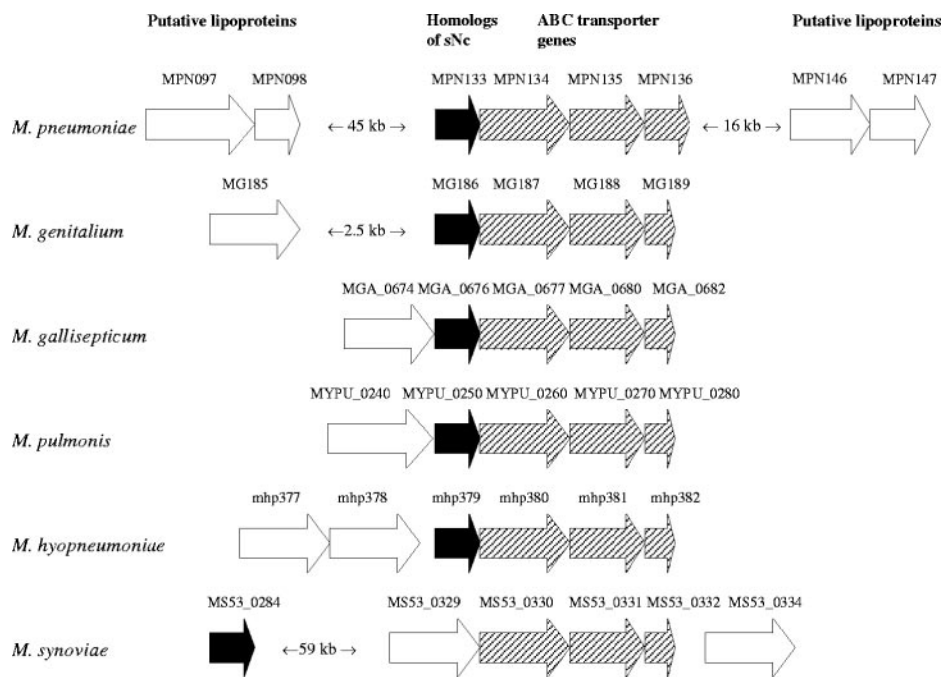 Putative lipoproteins Homologs of sNc ABC transporter genes Putative lipoproteins
MPN097 MPN098 MPN133 MPN134 MPN135 MPN136 MPN146 MPN147
M. pneumoniae ←45 kb→ ←16 kb→
MG185 MG186 MG187 MG188 MG189
M. genitalium ←2.5 kb→
MGA_0674 MGA_0676 MGA_0677 MGA_0680 MGA_0682
M. gallisepticum
MYPU_0240 MYPU_0250 MYPU_0260 MYPU_0270 MYPU_0280
M. pulmonis
mhp377 mhp378 mhp379 mhp380 mhp381 mhp382
M. hyopneumoniae
MS53_0284 MS53_0329 MS53_0330 MS53_0331 MS53_0332 MS53_0334
M. synoviae ←59 kb→